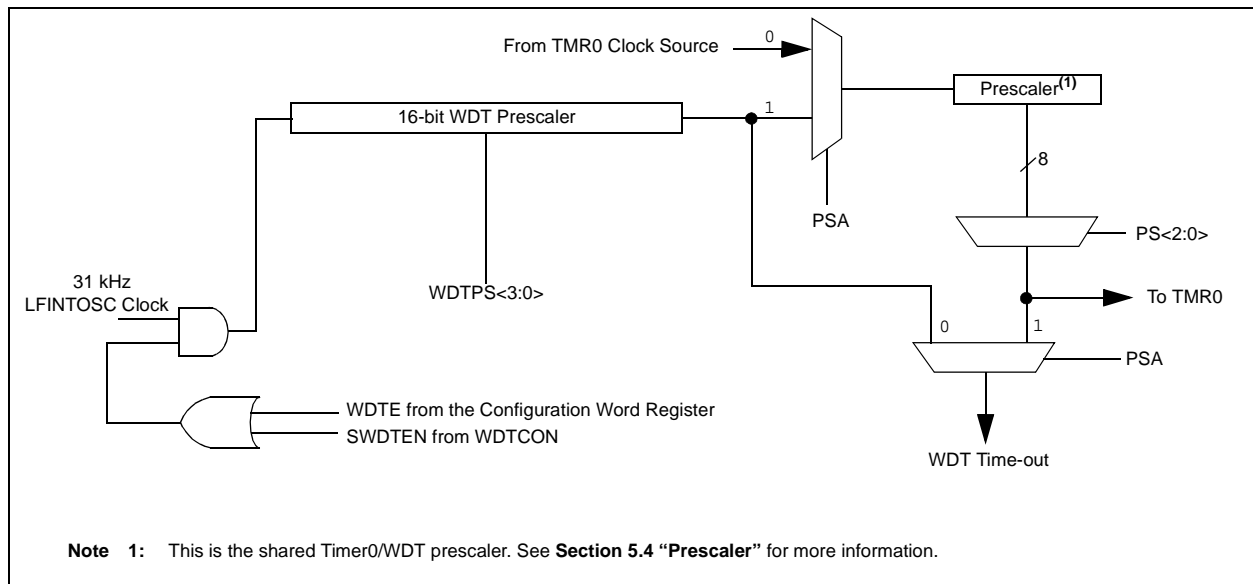 From TMR0 Clock Source
0
Prescaler(1)
16-bit WDT Prescaler
1
8
PSA
PS<2:0>
31 kHz
LFINTOSC Clock
WDTPS<3:0>
To TMR0
0
1
PSA
WDTE from the Configuration Word Register
SWDTEN from WDTCON
WDT Time-out
Note 1: This is the shared Timer0/WDT prescaler. See Section 5.4 “Prescaler” for more information.